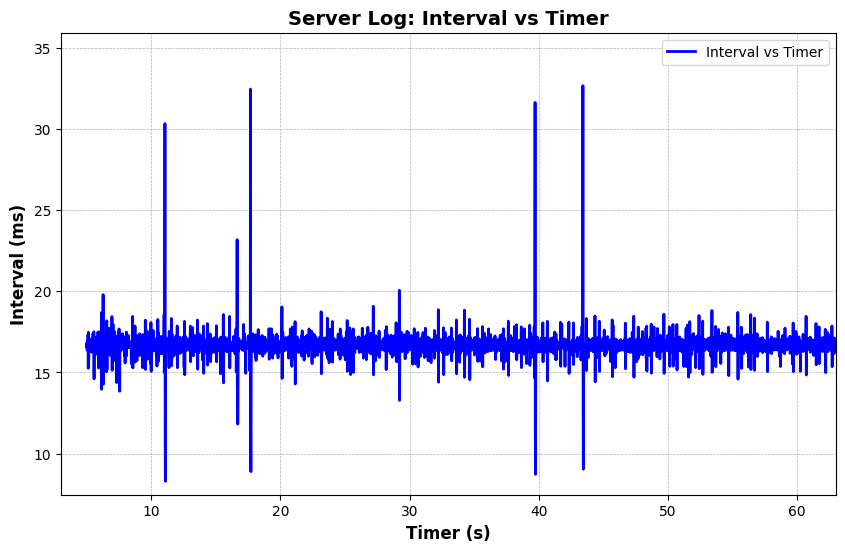 Server Log: Interval vs Timer
Interval vs Timer
35
30
25
20
15
10
Interval (ms)
10 20 30 40 50 60
Timer (s)